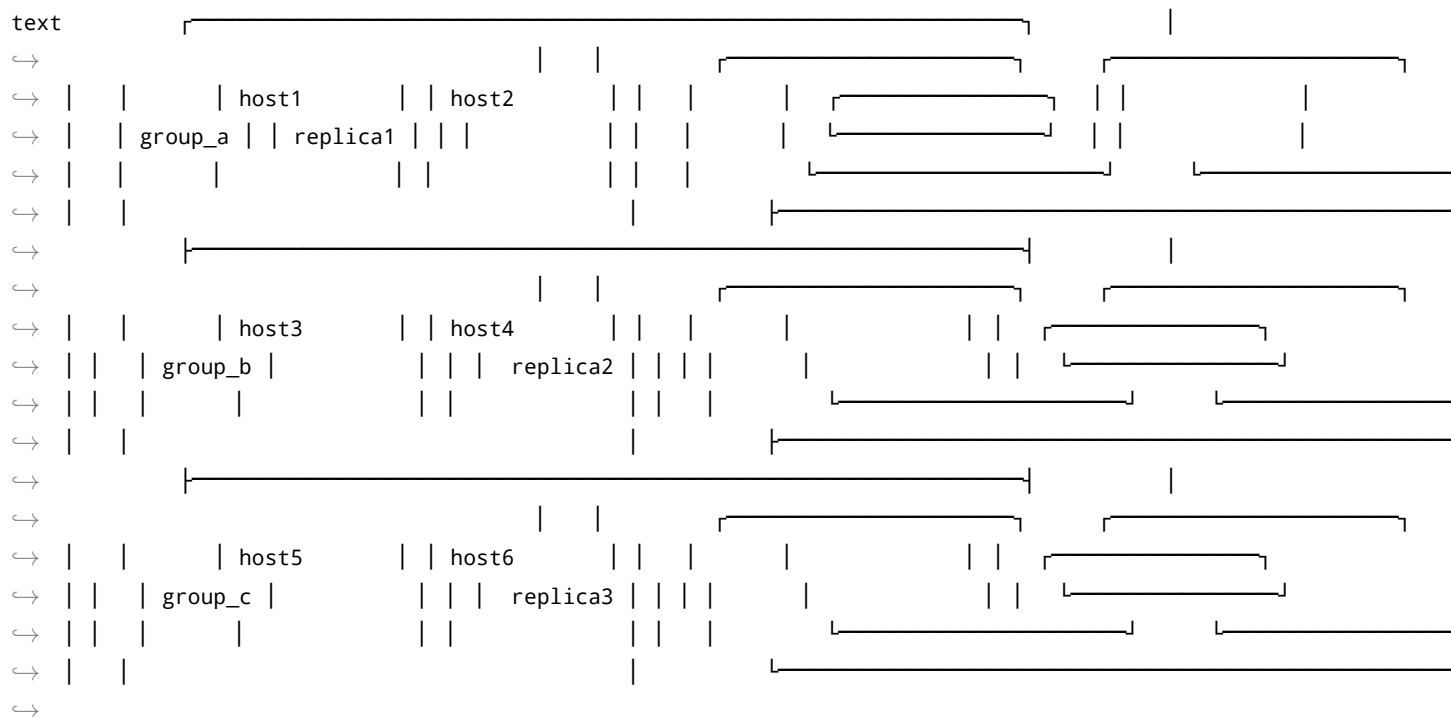 text
host1 host2
group_a replica1
host3 host4
group_b replica2
host5 host6
group_c replica3